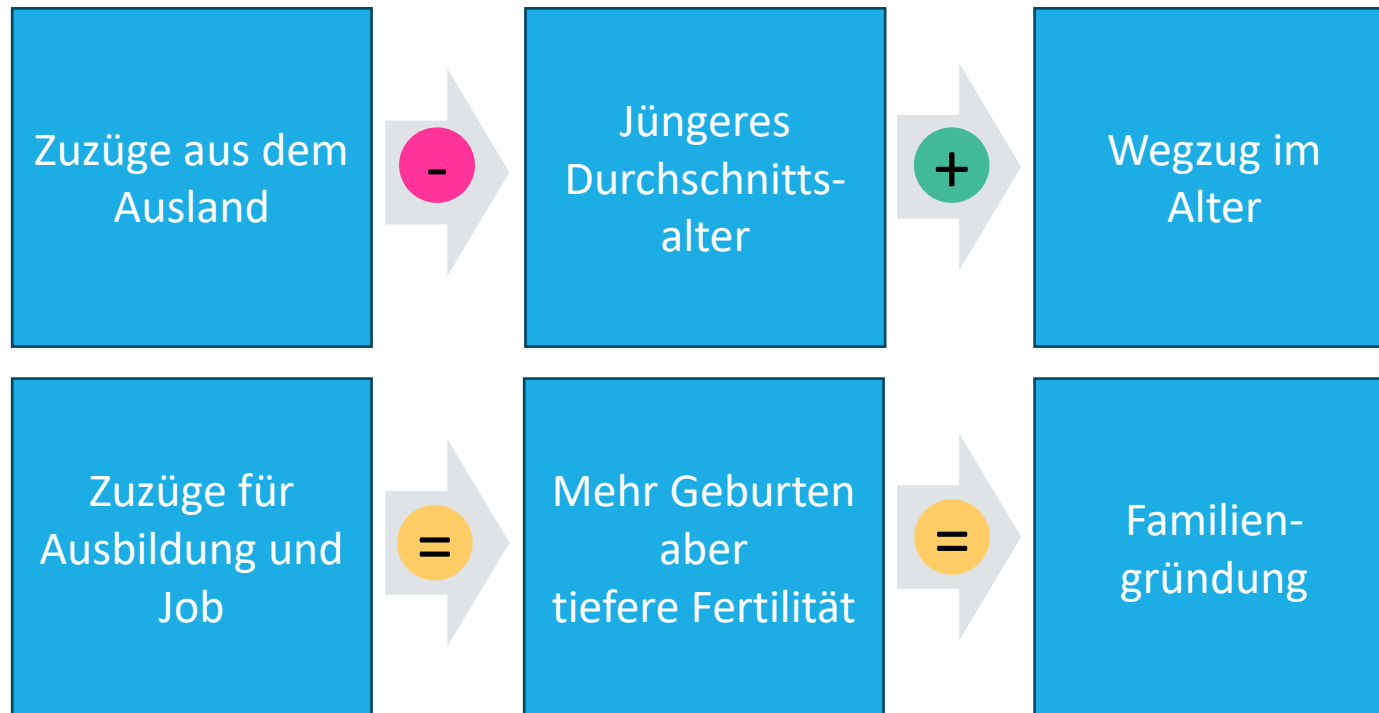 Zuzüge aus dem
Ausland
-
Jüngeres
Durchschnitts-
alter
+
Wegzug im
Alter
Zuzüge für
Ausbildung und
Job
=
Mehr Geburten
aber
tiefere Fertilität
=
Familien-
gründung